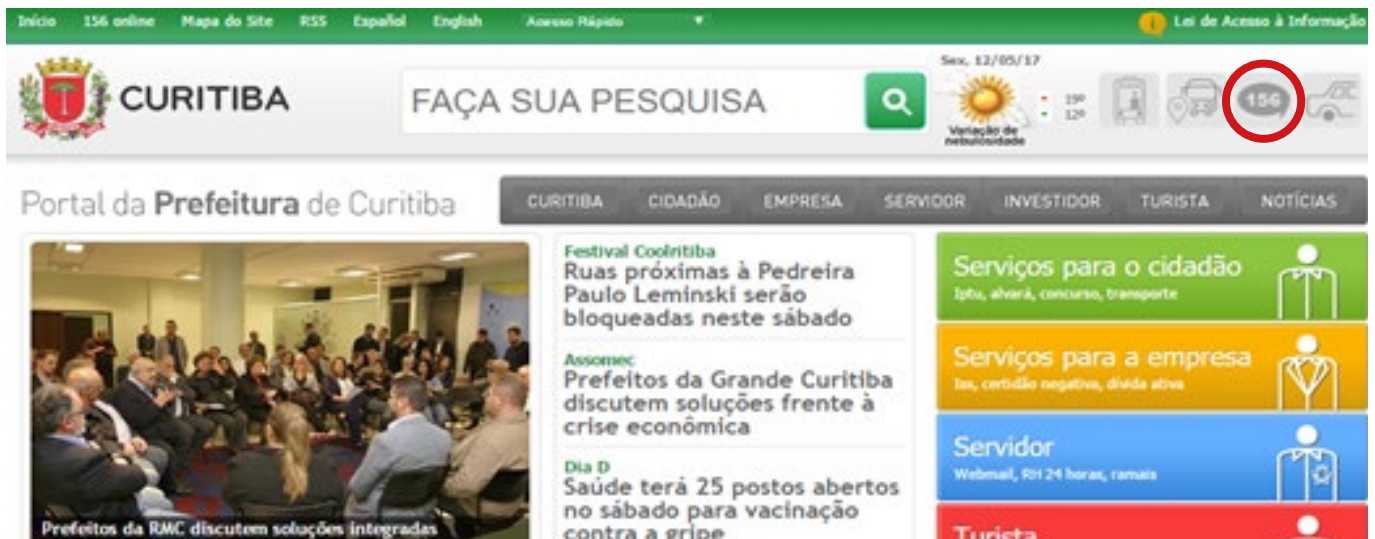 Início 156 online Mapa do Site RSS Español English Acesso Rápido
Lei de Acesso à Informação
CURITIBA
FAÇA SUA PESQUISA
Sex, 12/05/17
19º
12º
Variação de
nebulosidade
156
Portal da Prefeitura de Curitiba
CURITIBA CIDADÃO EMPRESA SERVIDOR INVESTIDOR TURISTA NOTÍCIAS
Prefeitos da RMC discutem soluções integradas
Festival Coolritiba
Ruas próximas à Pedreira
Paulo Leminski serão
bloqueadas neste sábado
Assomec
Prefeitos da Grande Curitiba
discutem soluções frente à
crise econômica
Dia D
Saúde terá 25 postos abertos
no sábado para vacinação
contra a gripe
Serviços para o cidadão
Iptu, alvará, concurso, transporte
Serviços para a empresa
Iss, certidão negativa, dívida ativa
Servidor
Webmail, RH 24 horas, ramais
Turista